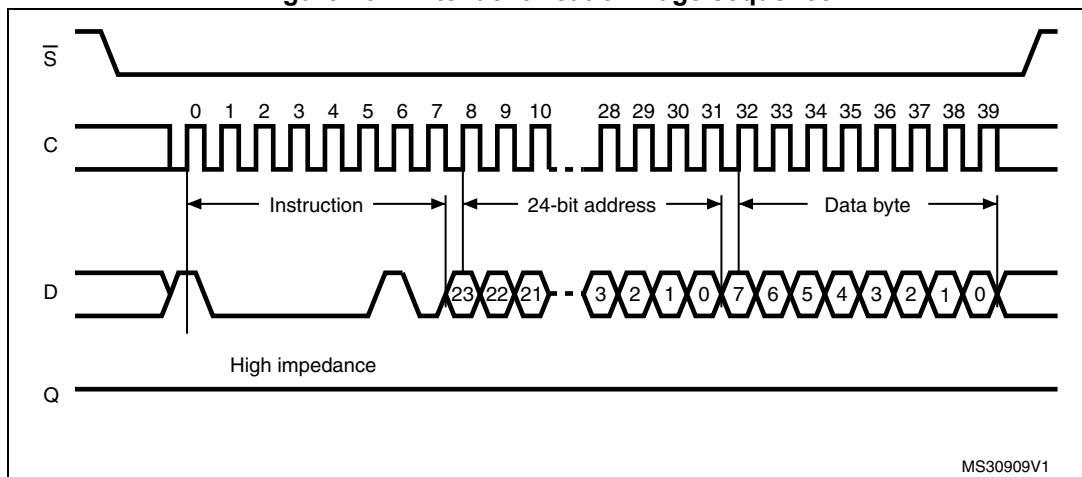 S
0 1 2 3 4 5 6 7 8 9 10 28 29 30 31 32 33 34 35 36 37 38 39
C
Instruction 24-bit address Data byte
D 23 22 21 3 2 1 0 7 6 5 4 3 2 1 0
High impedance
Q
MS30909V1